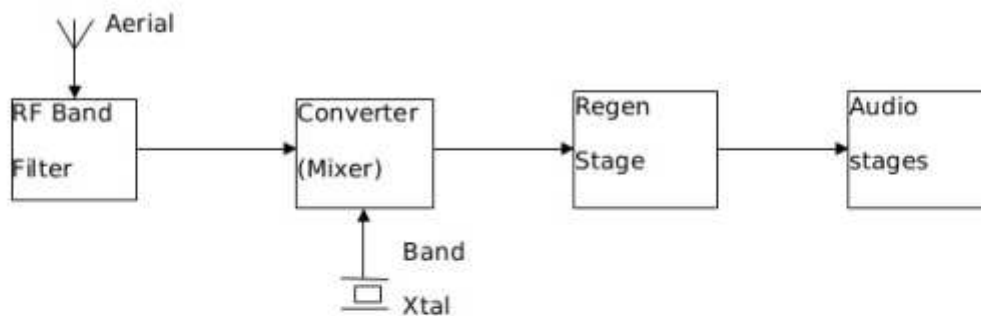 Aerial
RF Band
Filter
Converter
(Mixer)
Regen
Stage
Audio
stages
Band
Xtal